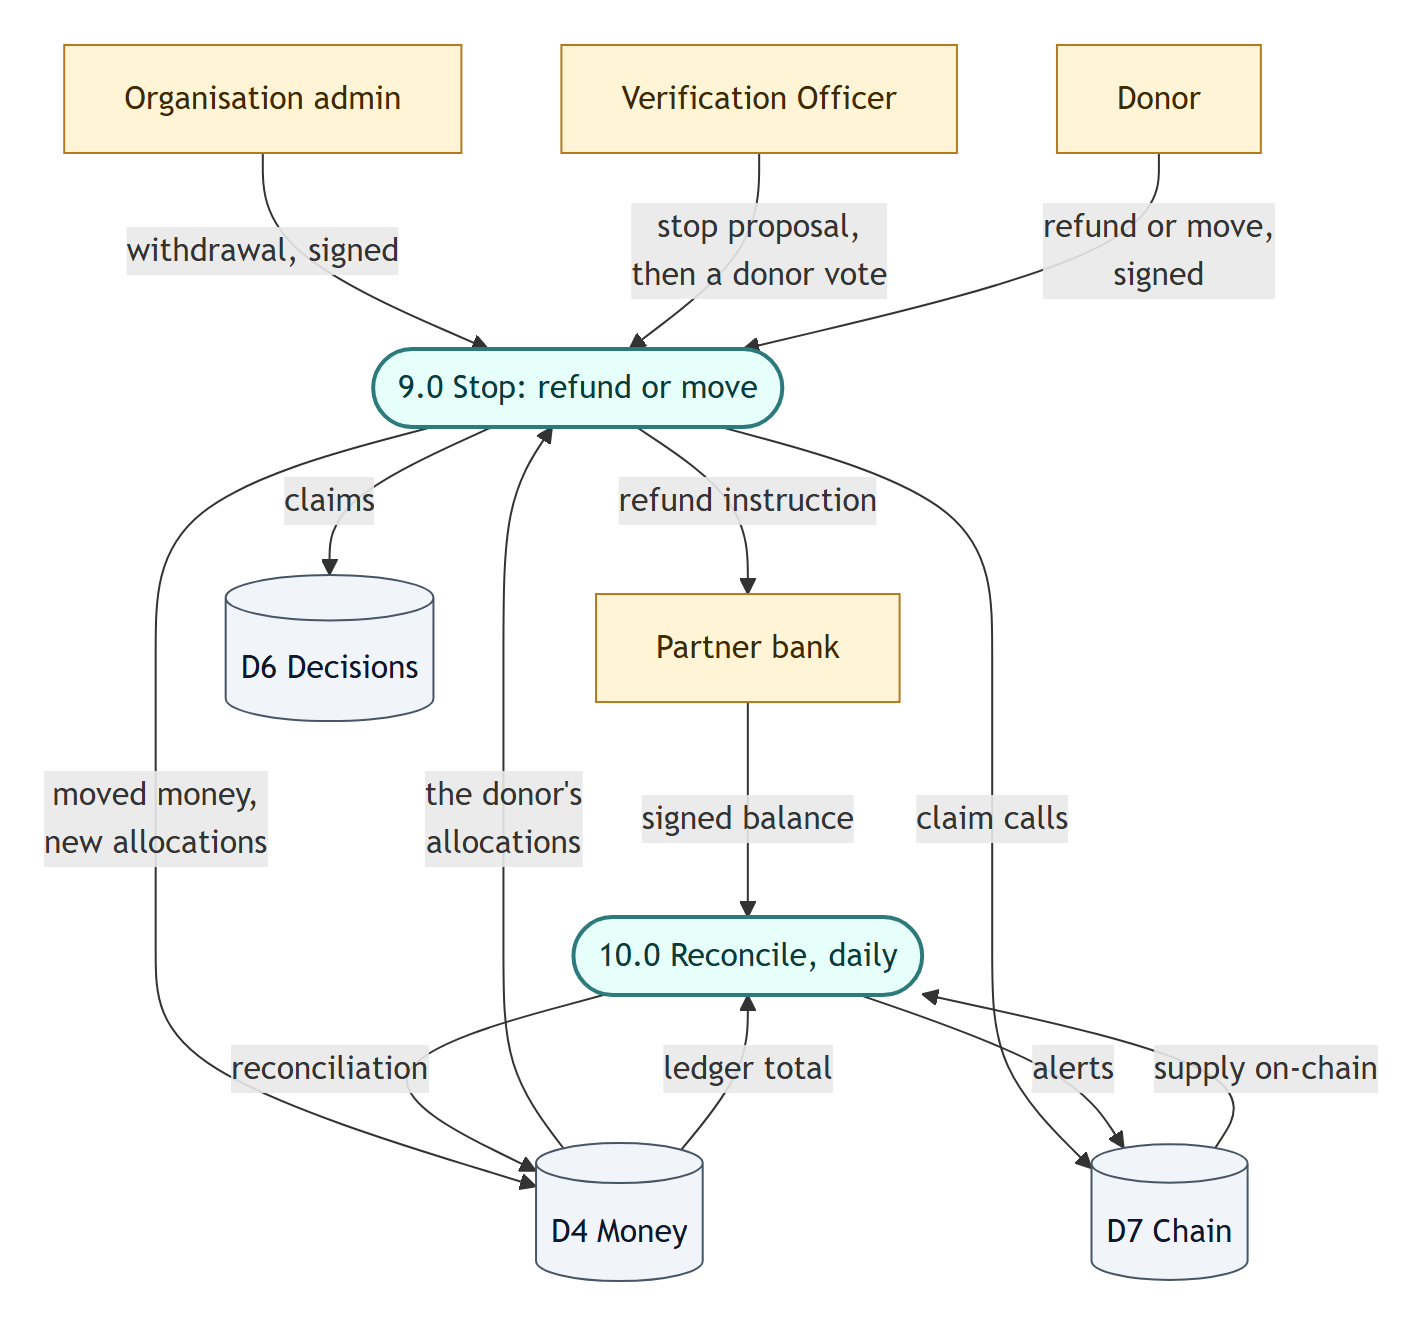 Organisation admin
Verification Officer
Donor
withdrawal, signed
stop proposal,
then a donor vote
refund or move,
signed
9.0 Stop: refund or move
claims
refund instruction
D6 Decisions
Partner bank
moved money,
new allocations
the donor's
allocations
signed balance
claim calls
10.0 Reconcile, daily
reconciliation
ledger total
alerts
supply on-chain
D4 Money
D7 Chain